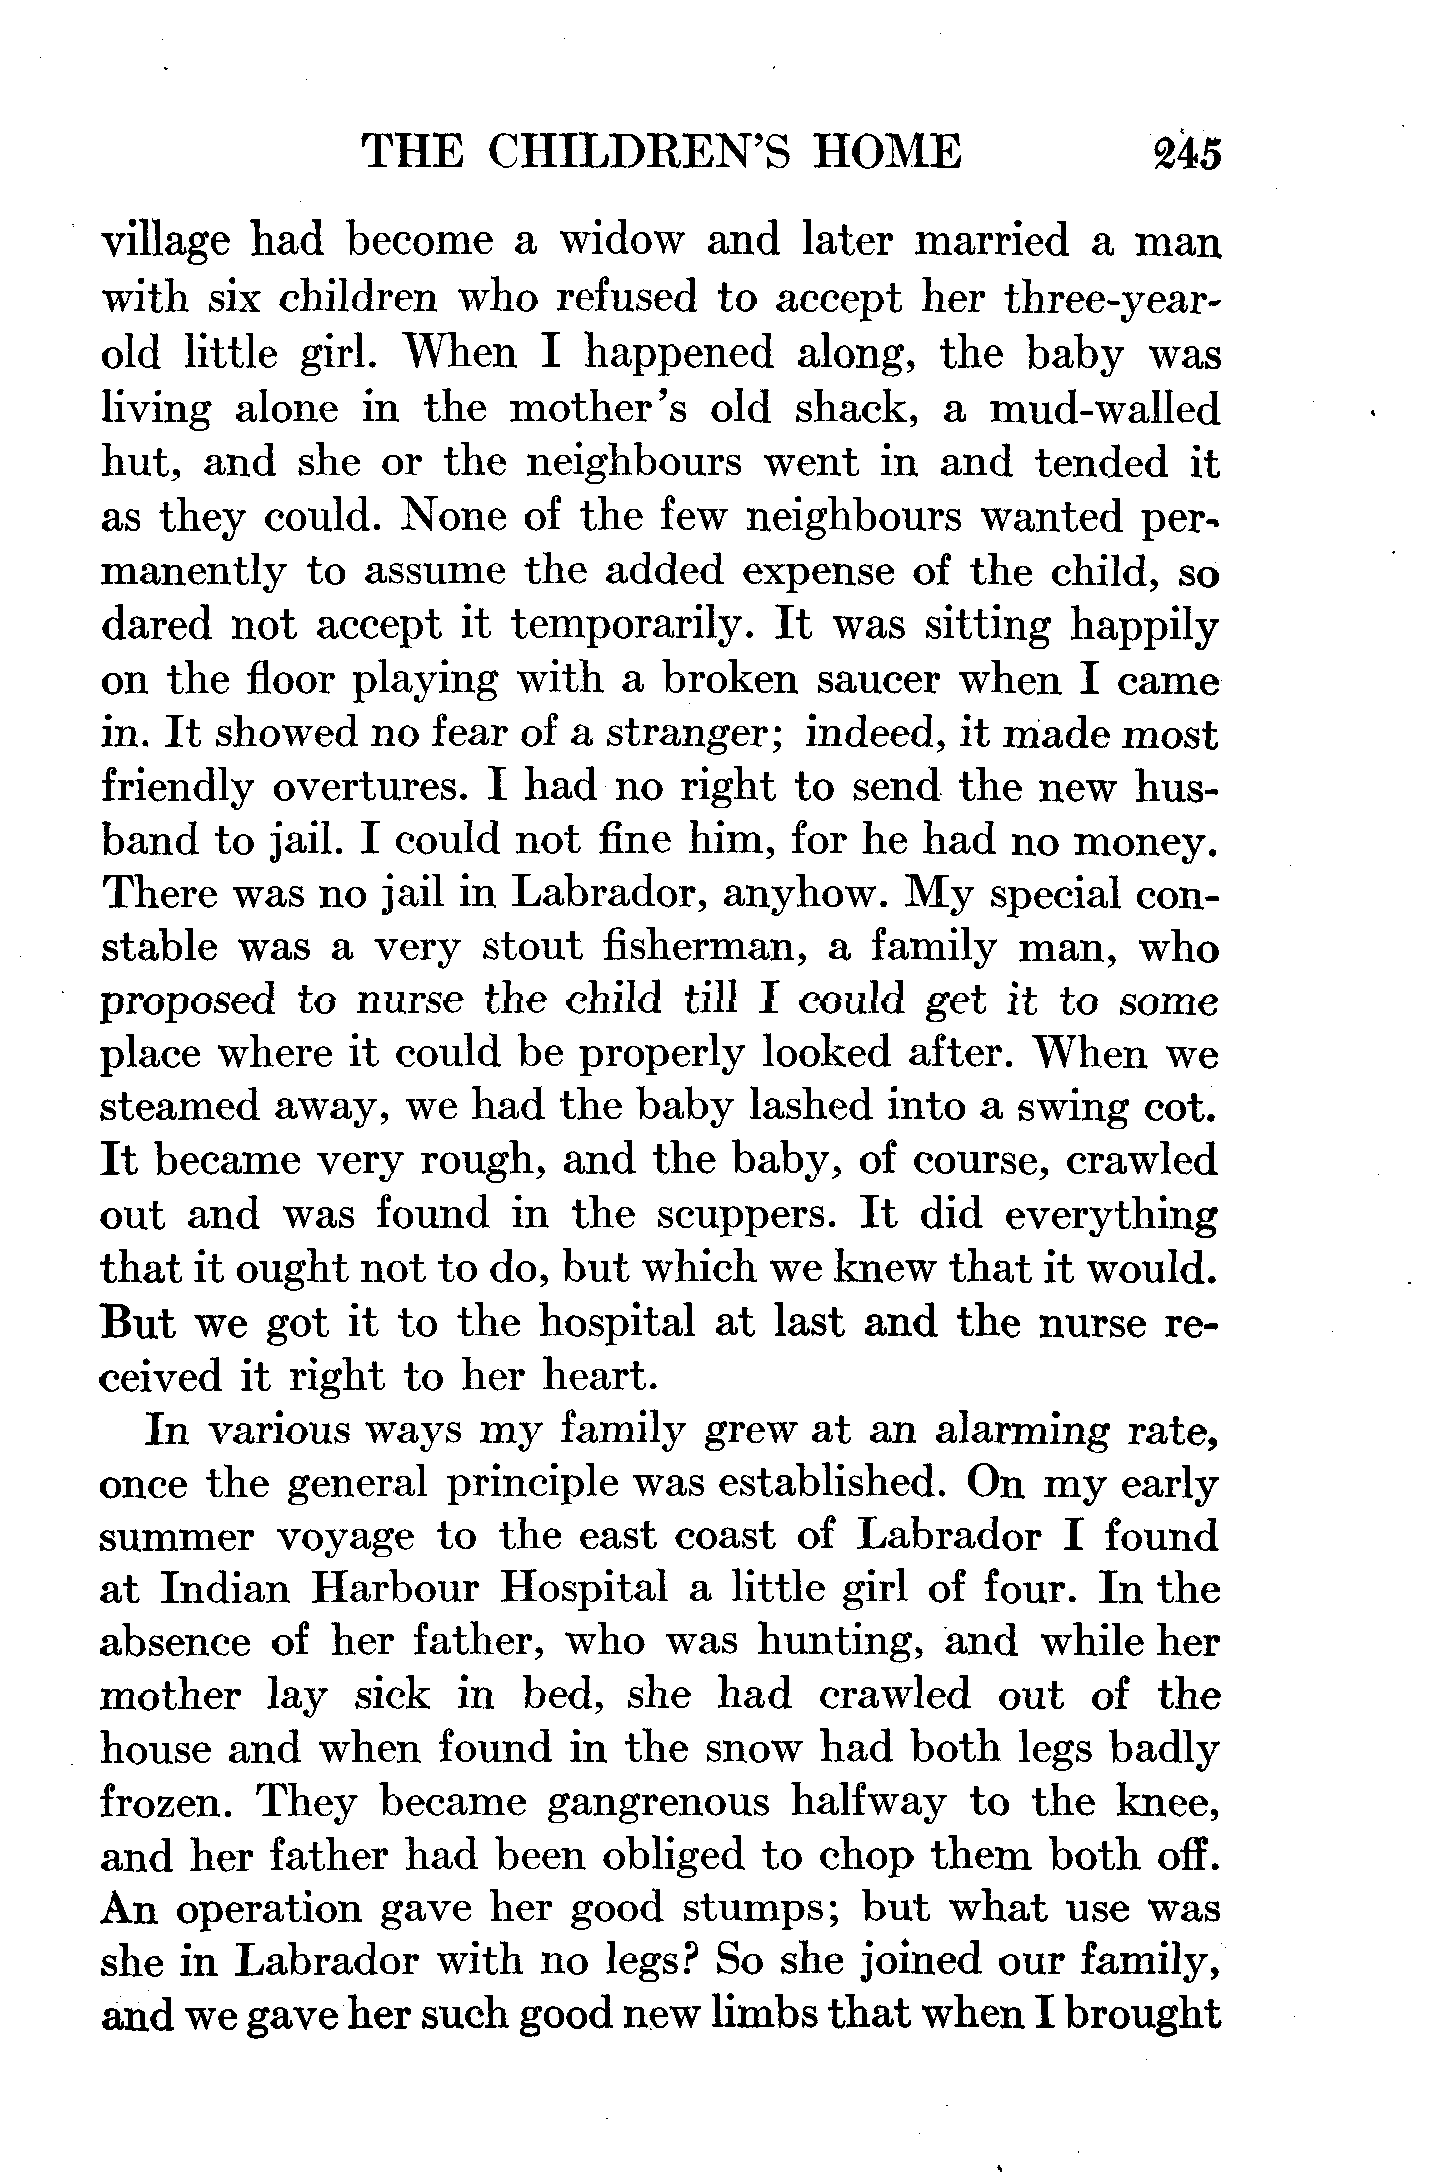 THE CHILDREN'S HOME 245
village had become a widow and later married a man
with six children who refused to accept her three-year-
old little girl. When I happened along, the baby was
living alone in the mother's old shack, a mud-walled
hut, and she or the neighbours went in and tended it
as they could. None of the few neighbours wanted per-
manently to assume the added expense of the child, so
dared not accept it temporarily. It was sitting happily
on the floor playing with a broken saucer when I came
in. It showed no fear of a stranger; indeed, it made most
friendly overtures. I had no right to send the new hus-
band to jail. I could not fine him, for he had no money.
There was no jail in Labrador, anyhow. My special con-
stable was a very stout fisherman, a family man, who
proposed to nurse the child till I could get it to some
place where it could be properly looked after. When we
steamed away, we had the baby lashed into a swing cot.
It became very rough, and the baby, of course, crawled
out and was found in the scuppers. It did everything
that it ought not to do, but which we knew that it would.
But we got it to the hospital at last and the nurse re-
ceived it right to her heart.
In various ways my family grew at an alarming rate,
once the general principle was established. On my early
summer voyage to the east coast of Labrador I found
at Indian Harbour Hospital a little girl of four. In the
absence of her father, who was hunting, and while her
mother lay sick in bed, she had crawled out of the
house and when found in the snow had both legs badly
frozen. They became gangrenous halfway to the knee,
and her father had been obliged to chop them both off.
An operation gave her good stumps; but what use was
she in Labrador with no legs? So she joined our family,
and we gave her such good new limbs that when I brought